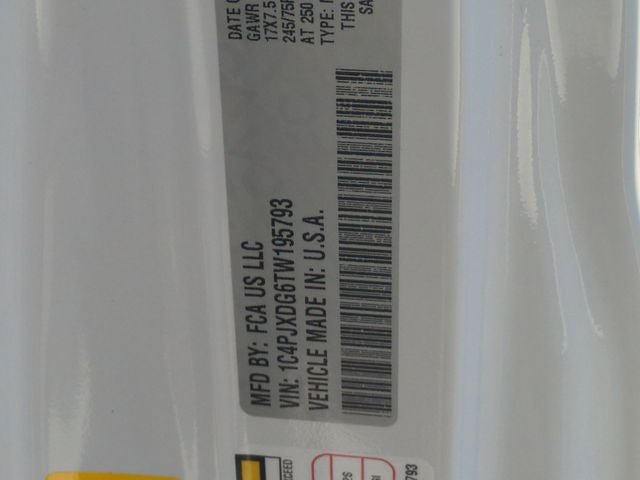 MFD BY: FCA US LLC
VIN: 1C4PJXDG6TW195793
VEHICLE MADE IN: U.S.A.
DATE
GAWR
17X7.5
245/75
AT 250
TYPE:
THIS
793